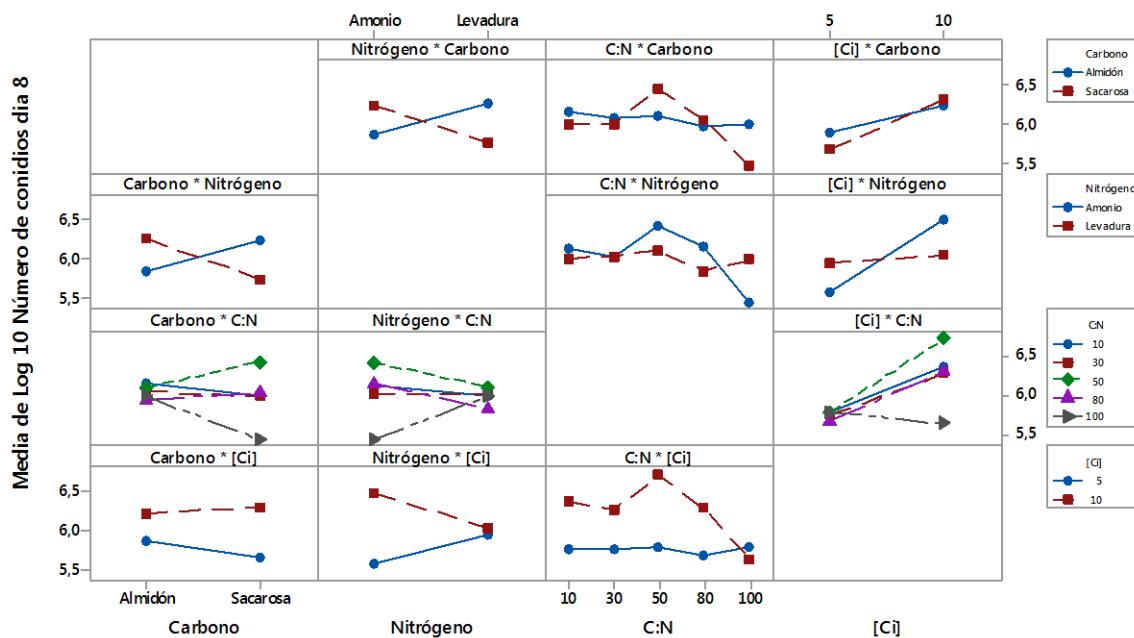 Amonio Levadura 5 10
Nitrógeno * Carbono C:N * Carbono [Ci] * Carbono
Carbono
Almidón
Sacarosa
6,5
6,0
5,5
Carbono * Nitrógeno C:N * Nitrógeno [Ci] * Nitrógeno
Nitrógeno
Amonio
Levadura
6,5
6,0
5,5
Carbono * C:N Nitrógeno * C:N [Ci] * C:N
C:N
10
30
50
80
100
6,5
6,0
5,5
Carbono * [Ci] Nitrógeno * [Ci] C:N * [Ci]
[Ci]
5
10
6,5
6,0
5,5
Almidón Sacarosa 10 30 50 80 100
Carbono Nitrógeno C:N [Ci]
Media de Log 10 Número de conidios dia 8